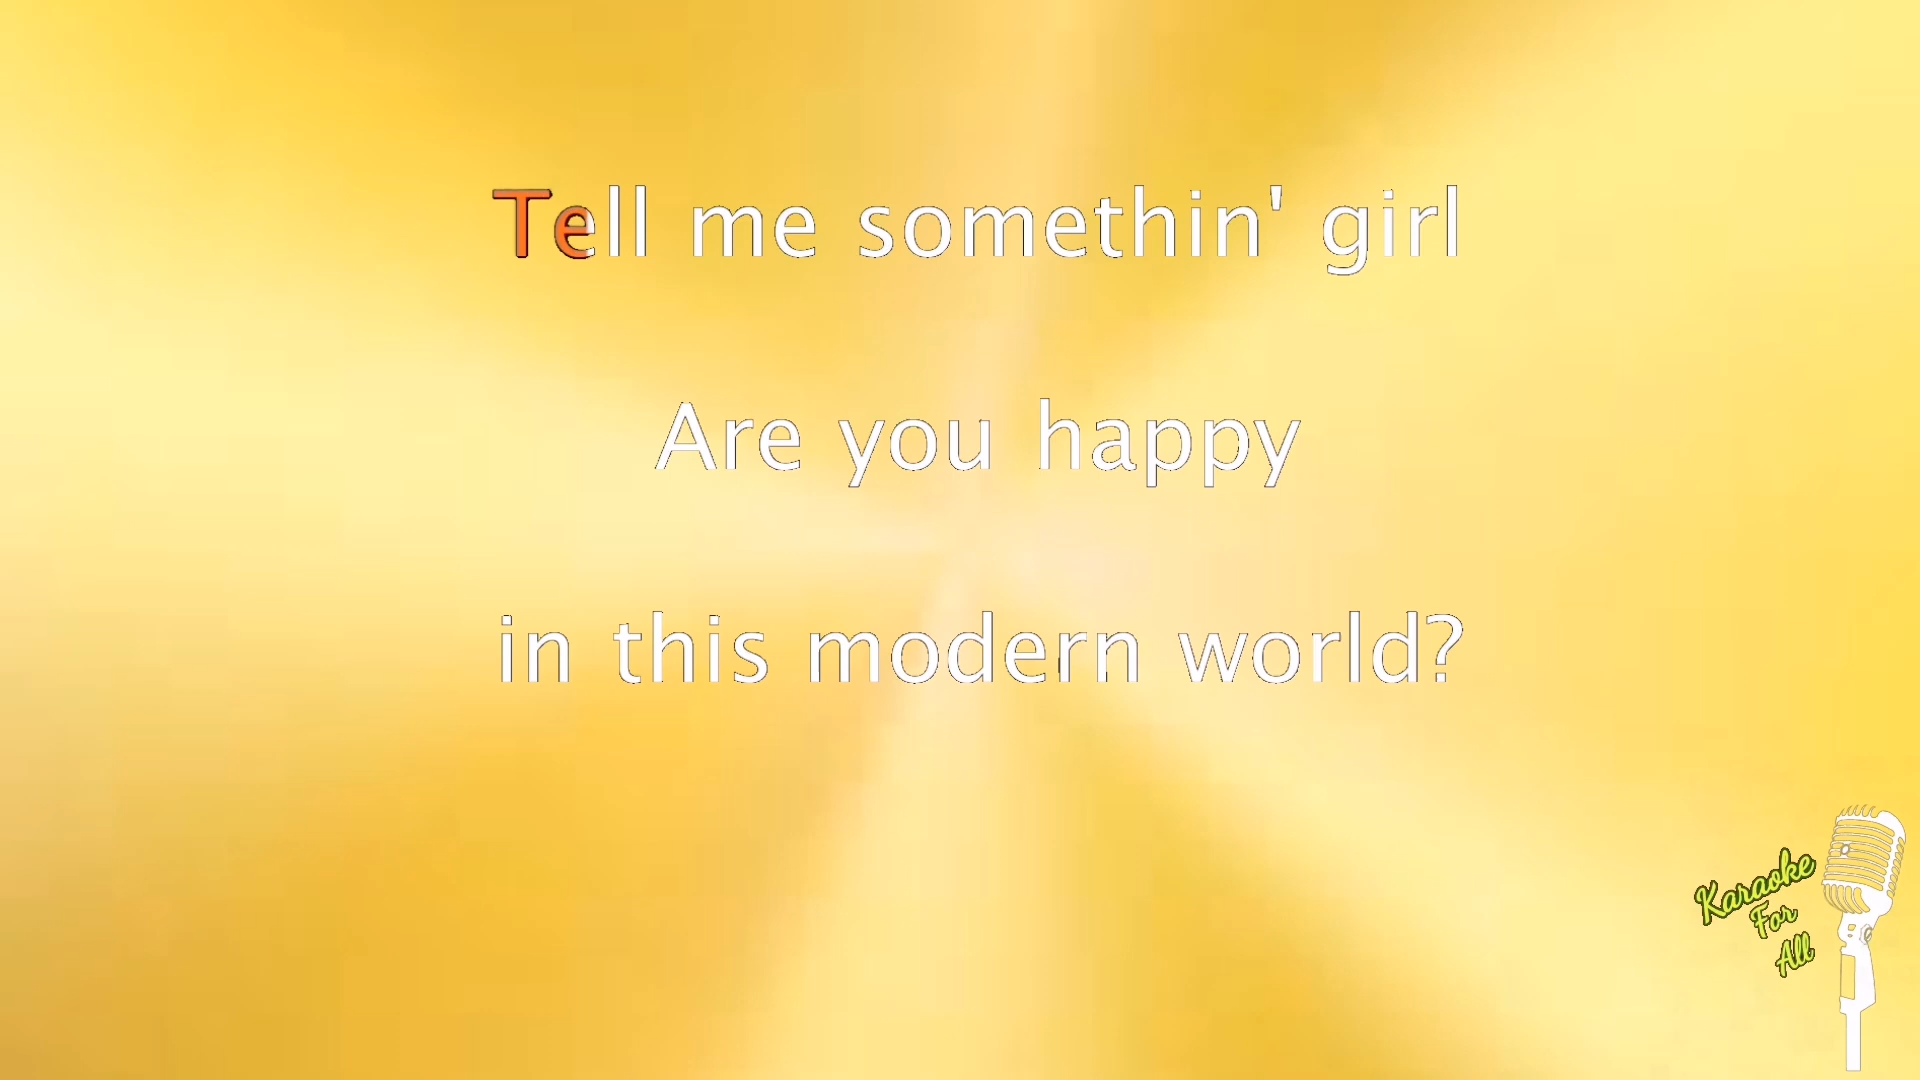 Tell me somethin' girl
Are you happy
in this modern world?
Karaoke
For
All